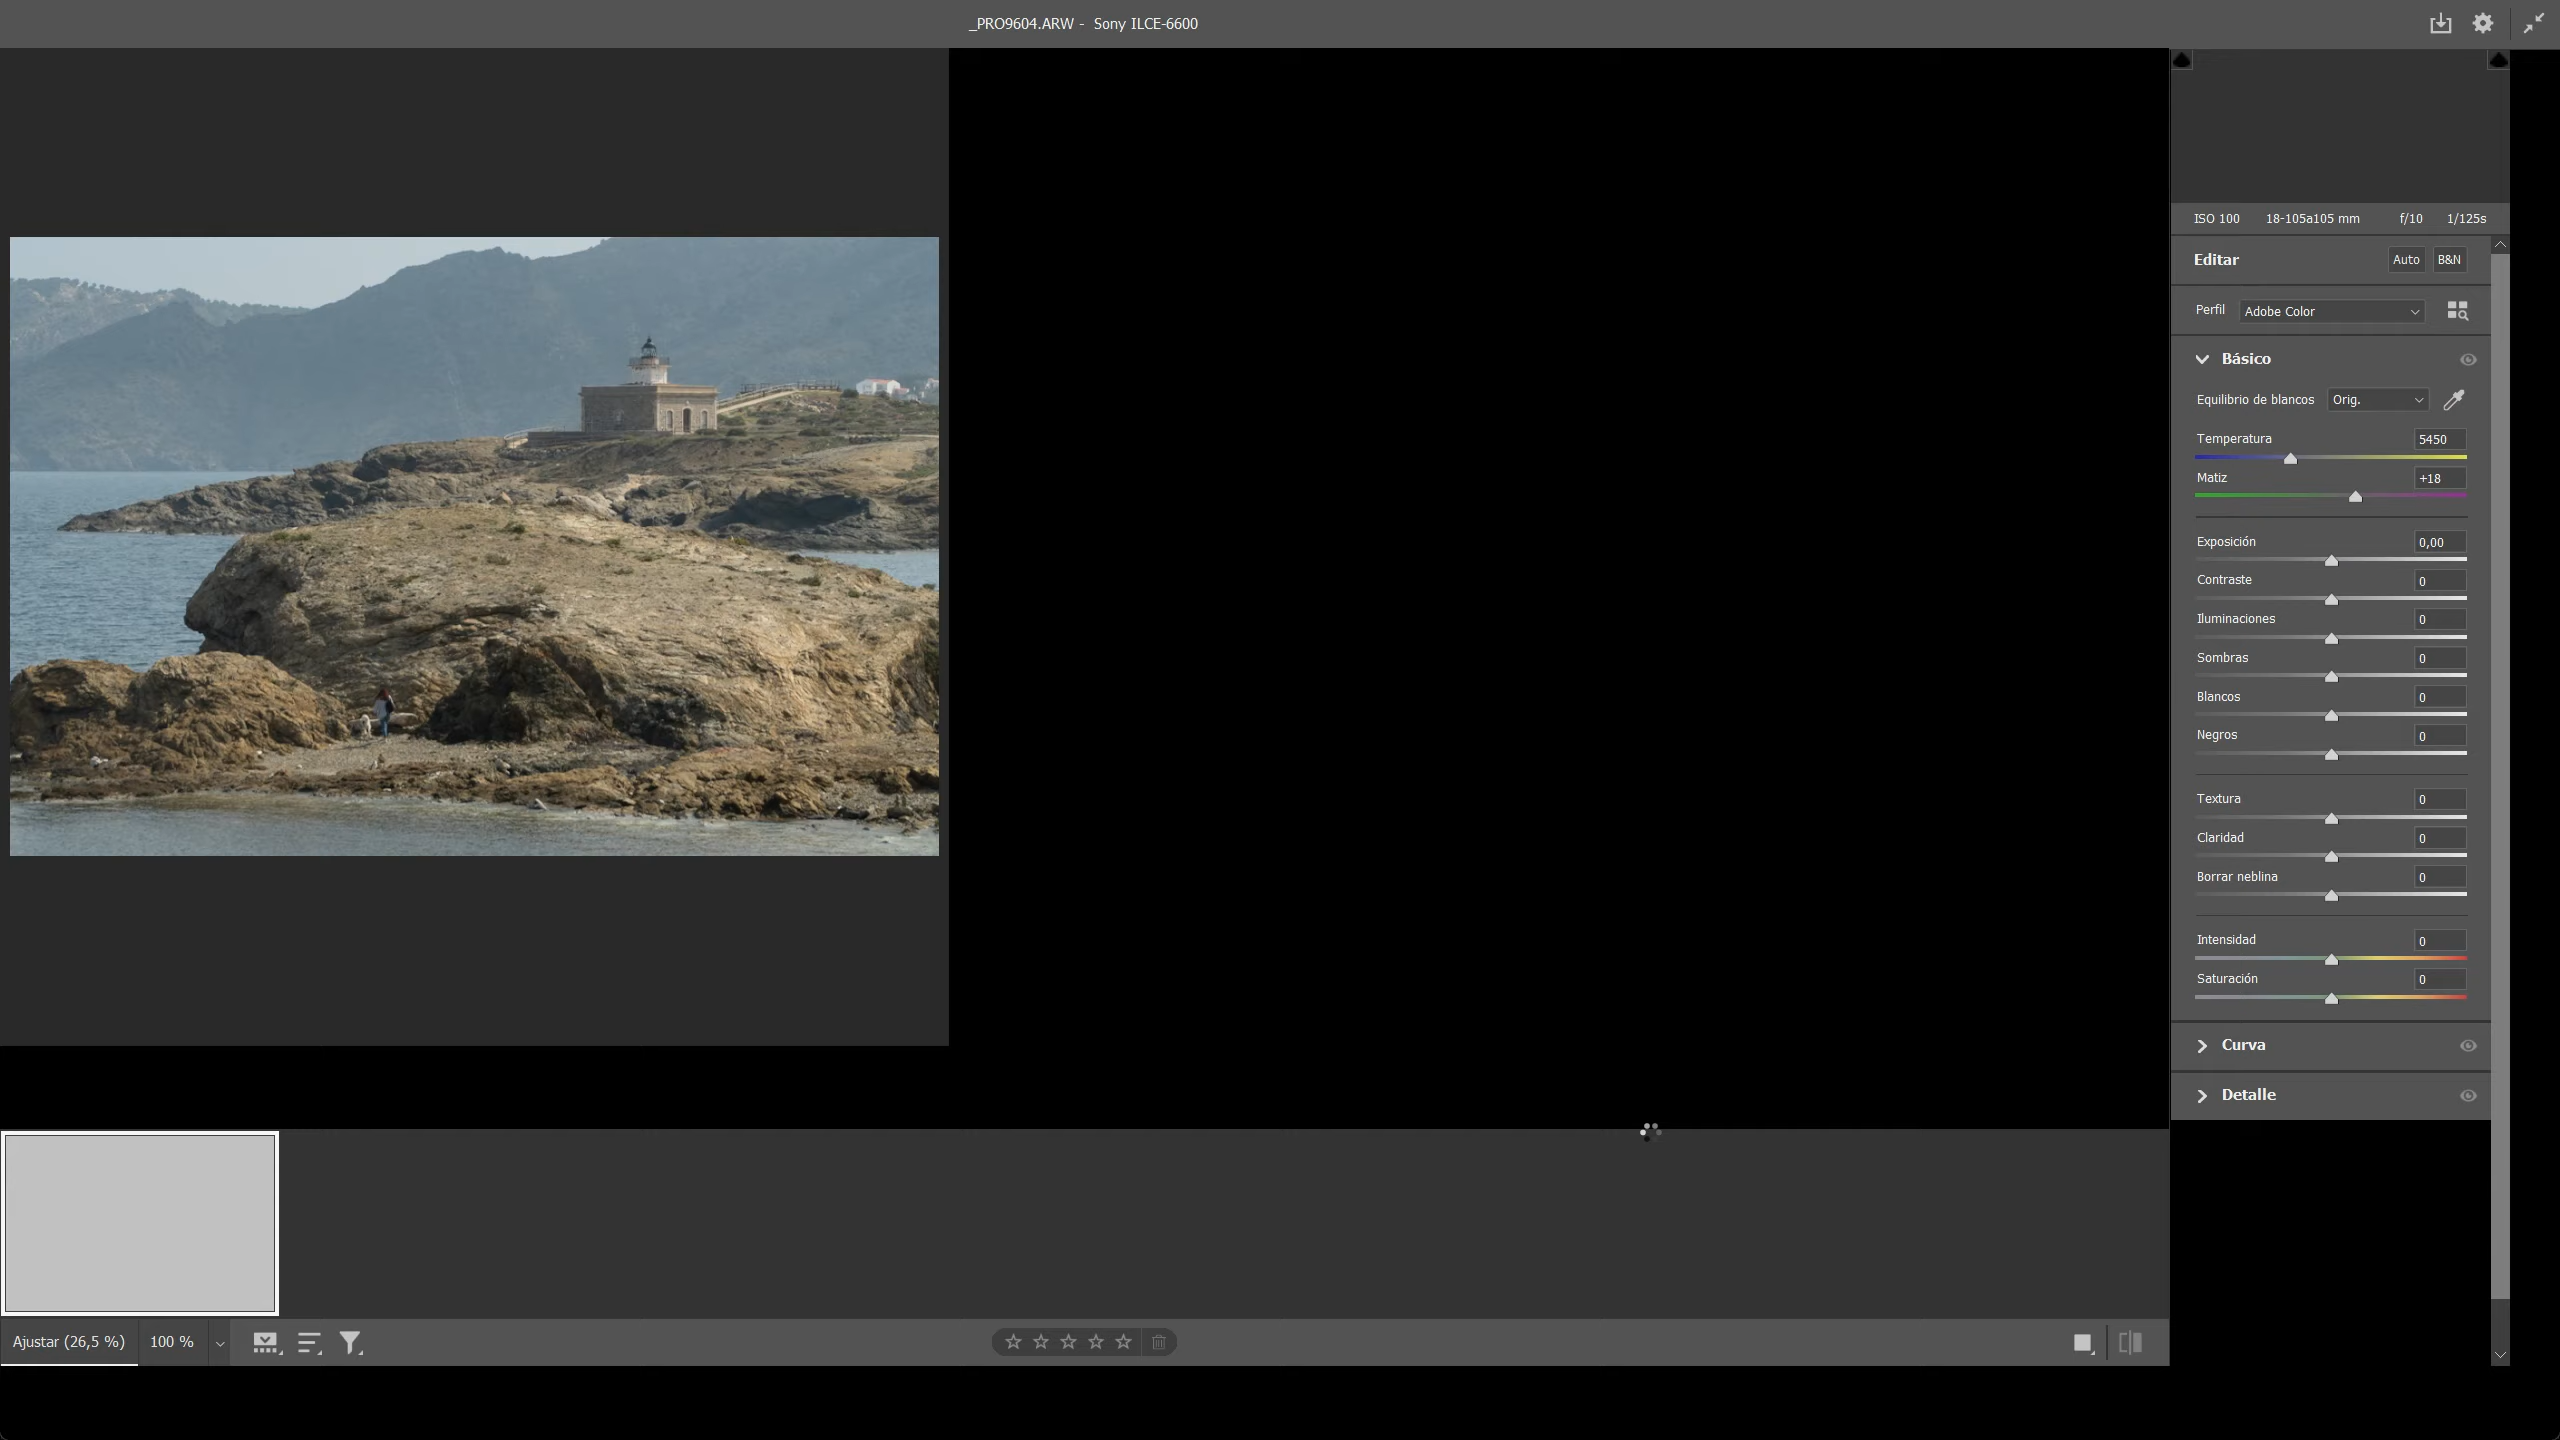 _PRO9604.ARW - Sony ILCE-6600
ISO 100 18-105a105 mm f/10 1/125s
Editar Auto B&N
Perfil Adobe Color
Básico
Equilibrio de blancos Orig.
Temperatura 5450
Matiz +18
Exposición 0,00
Contraste 0
Iluminaciones 0
Sombras 0
Blancos 0
Negros 0
Textura 0
Claridad 0
Borrar neblina 0
Intensidad 0
Saturación 0
Curva
Detalle
Ajustar (26,5 %) 100 %